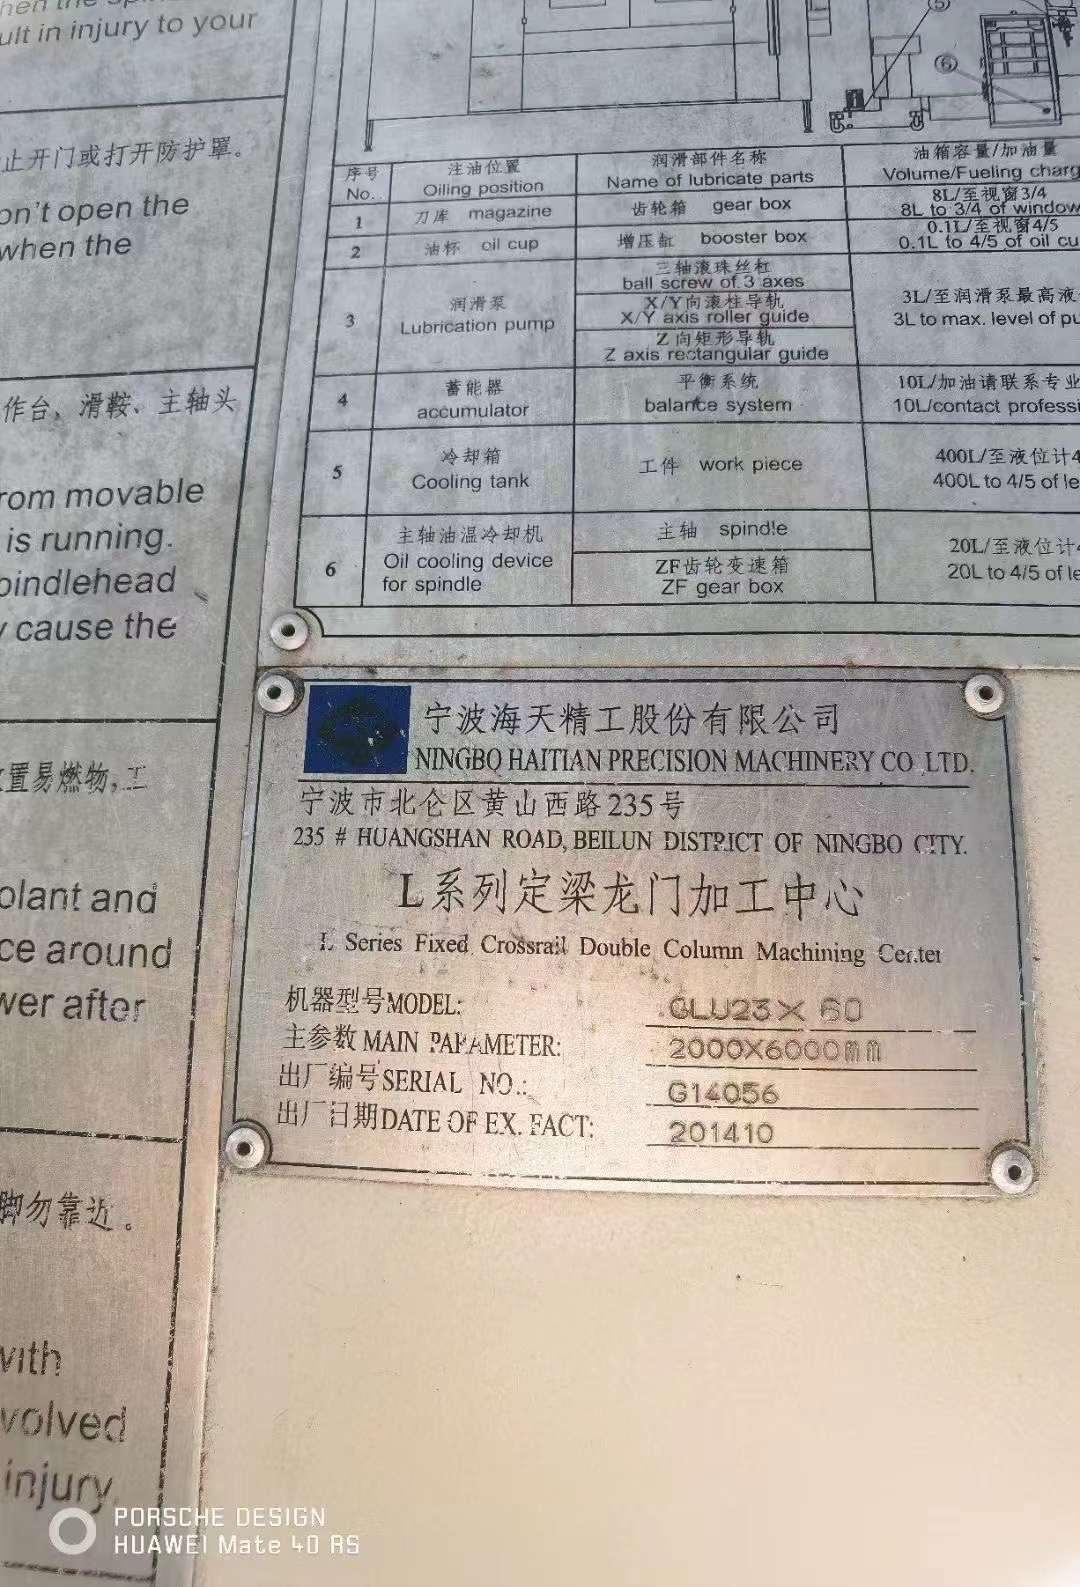 ult in injury to your
止开门或打开防护罩。
on't open the
when the
作台、滑鞍、主轴头
rom movable
is running.
pindlehead
y cause the
置易燃物，工
olant and
ce around
wer after
脚勿靠近。
with
volved
injury.
⑤
⑥
序号 注油位置 润滑部件名称 油箱容量/加油量
No. Oiling position Name of lubricate parts Volume/Fueling charg
1 刀库 magazine 齿轮箱 gear box 8L/至视窗3/4
8L to 3/4 of window
2 油杯 oil cup 增压缸 booster box 0.1L/至视窗4/5
0.1L to 4/5 of oil cu
3 润滑泵 Lubrication pump
三轴滚珠丝杠
ball screw of 3 axes
X/Y向滚柱导轨
X/Y axis roller guide
Z向矩形导轨
Z axis rectangular guide
3L/至润滑泵最高液
3L to max. level of pu
4 蓄能器 平衡系统 10L/加油请联系专业
accumulator balance system 10L/contact professi
5 冷却箱 工件 work piece 400L/至液位计4
Cooling tank 400L to 4/5 of le
6 主轴油温冷却机 主轴 spindle 20L/至液位计4
Oil cooling device ZF齿轮变速箱 20L to 4/5 of le
for spindle ZF gear box
宁波海天精工股份有限公司
NINGBO HAITIAN PRECISION MACHINERY CO LTD.
宁波市北仑区黄山西路235号
235 # HUANGSHAN ROAD, BEILUN DISTRICT OF NINGBO CITY.
L系列定梁龙门加工中心
L Series Fixed Crossrail Double Column Machining Center
机器型号MODEL: GLU23X60
主参数MAIN PARAMETER: 2000X6000mm
出厂编号SERIAL NO.: G14056
出厂日期DATE OF EX. FACT: 201410
PORSCHE DESIGN
HUAWEI Mate 40 RS